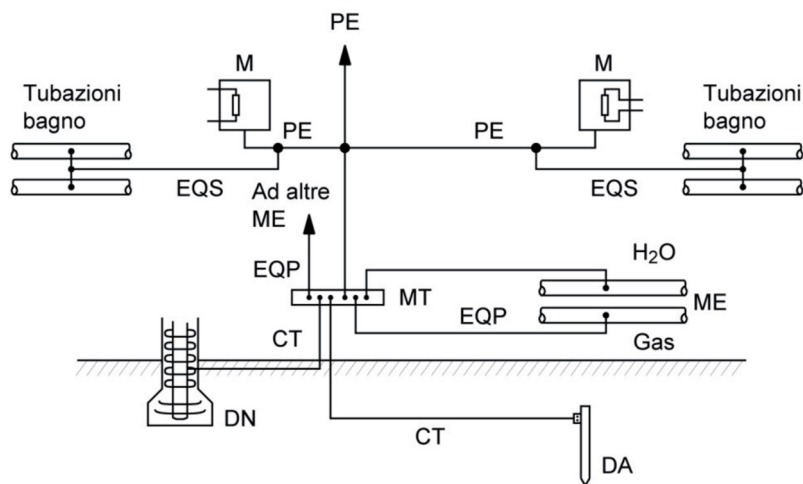 PE
M
M
Tubazioni
bagno
Tubazioni
bagno
PE
PE
EQS
EQS
Ad altre
ME
H₂O
EQP
MT
ME
EQP
Gas
CT
DN
CT
DA